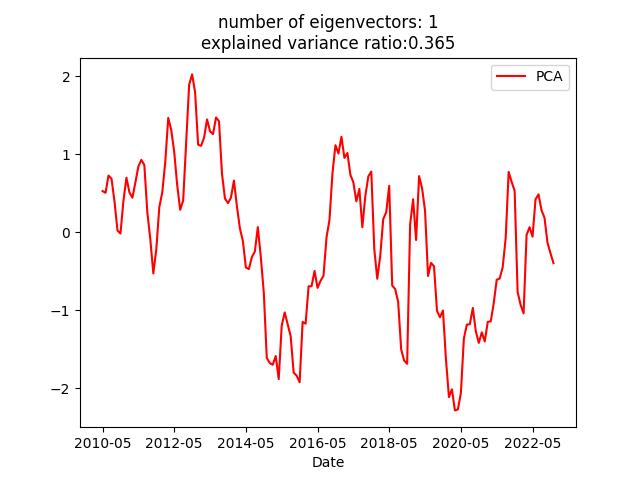 number of eigenvectors: 1
explained variance ratio:0.365
PCA
2
1
0
−1
−2
2010-05 2012-05 2014-05 2016-05 2018-05 2020-05 2022-05
Date